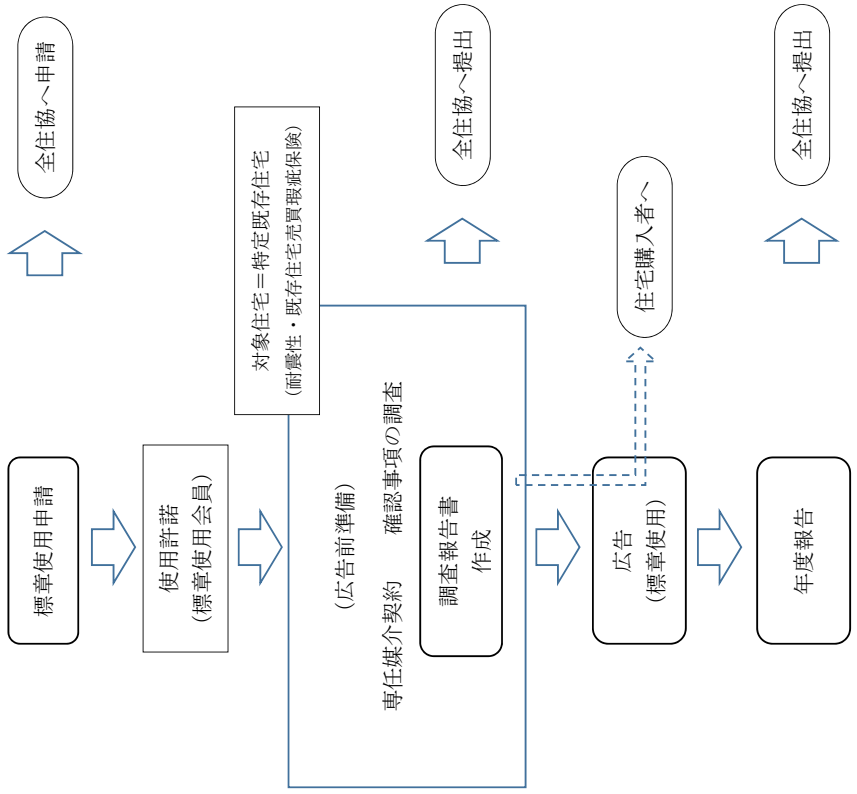 標章使用申請
全住協へ申請
使用許諾
(標章使用会員)
対象住宅＝特定既存住宅
(耐震性・既存住宅売買瑕疵保険)
(広告前準備)
専任媒介契約　　確認事項の調査
調査報告書
作成
全住協へ提出
広告
(標章使用)
住宅購入者へ
年度報告
全住協へ提出